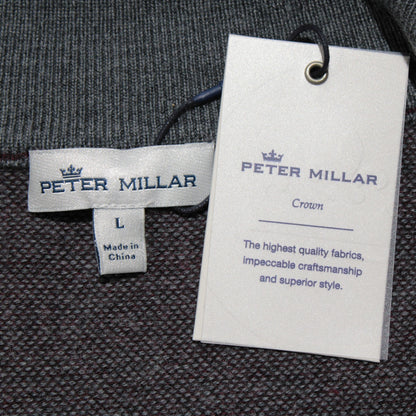 PETER MILLAR
L
Made in
China
PETER MILLAR
Crown
The highest quality fabrics,
impeccable craftsmanship
and superior style.